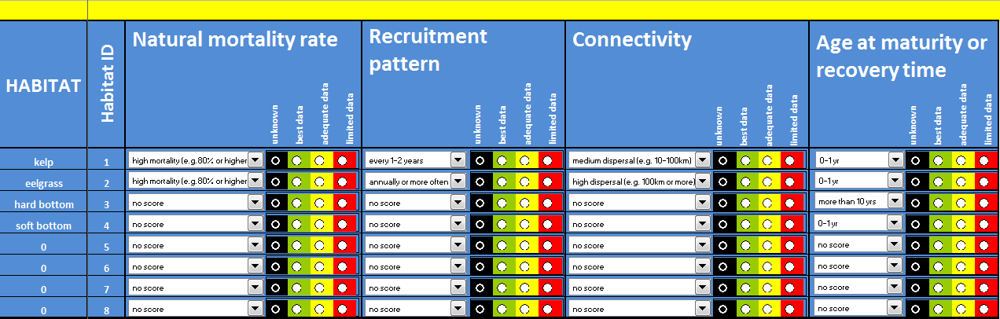 HABITAT
Habitat ID
Natural mortality rate
unknown
best data
adequate data
limited data
Recruitment
pattern
unknown
best data
adequate data
limited data
Connectivity
unknown
best data
adequate data
limited data
Age at maturity or
recovery time
unknown
best data
adequate data
limited data
kelp 1 high mortality (e.g.80% or higher every 1-2 years medium dispersal (e.g. 10-100km) 0-1 yr
eelgrass 2 high mortality (e.g.80% or higher annually or more often high dispersal (e.g. 100km or more) 0-1 yr
hard bottom 3 no score no score no score more than 10 yrs
soft bottom 4 no score no score no score 0-1 yr
0 5 no score no score no score no score
0 6 no score no score no score no score
0 7 no score no score no score no score
0 8 no score no score no score no score